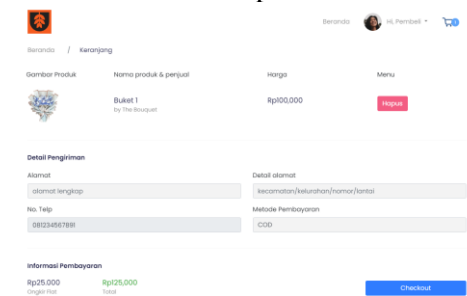 Beranda
Hi, Pembeli
Beranda / Keranjang
Gambar Produk Nama produk & penjual Harga Menu
Buket 1 Rp100,000 Hapus
by The Bouquet
Detail Pengiriman
Alamat Detail alamat
alamat lengkap kecamatan/kelurahan/nomor/lantai
No. Telp Metode Pembayaran
081234567891 COD
Informasi Pembayaran
Rp25.000 Rp125,000
Ongkir Flat Total Checkout